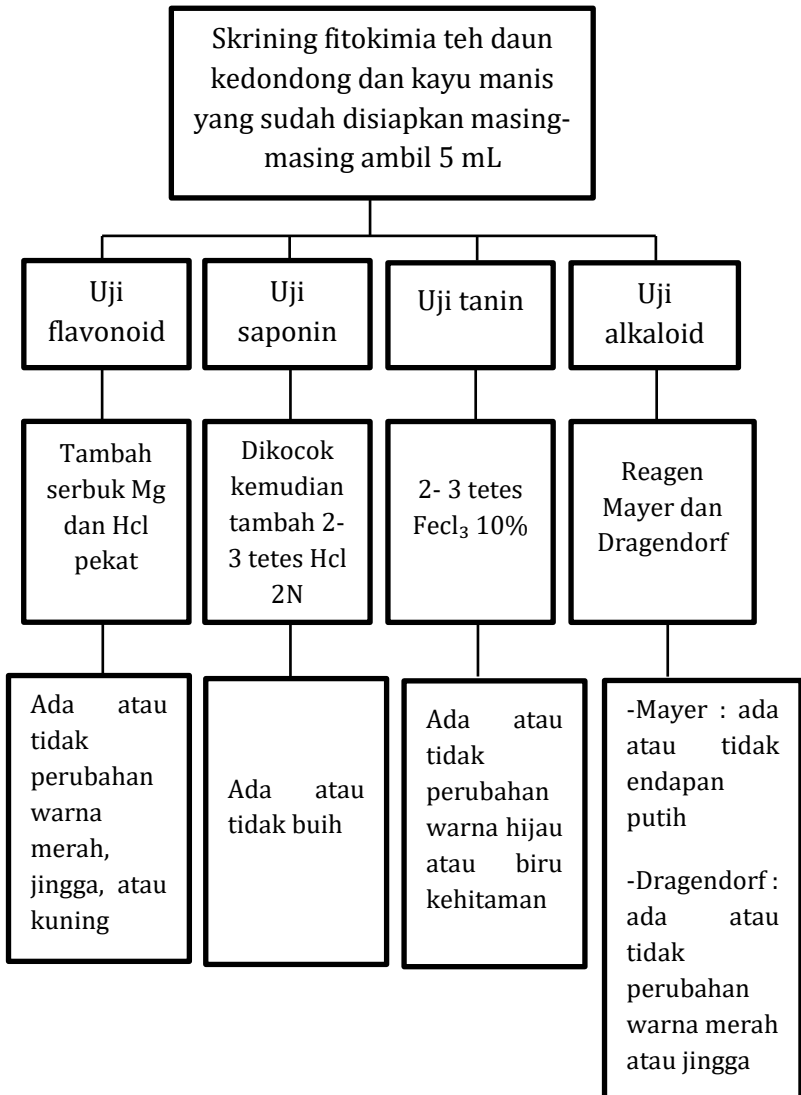 Skrining fitokimia teh daun
kedondong dan kayu manis
yang sudah disiapkan masing-
masing ambil 5 mL
Uji
flavonoid
Uji
saponin
Uji tanin
Uji
alkaloid
Tambah
serbuk Mg
dan Hcl
pekat
Dikocok
kemudian
tambah 2-
3 tetes Hcl
2N
2- 3 tetes
Fecl₃ 10%
Reagen
Mayer dan
Dragendorf
Ada atau
tidak
perubahan
warna
merah,
jingga, atau
kuning
Ada atau
tidak buih
Ada atau
tidak
perubahan
warna hijau
atau biru
kehitaman
-Mayer : ada
atau tidak
endapan
putih
-Dragendorf :
ada atau
tidak
perubahan
warna merah
atau jingga